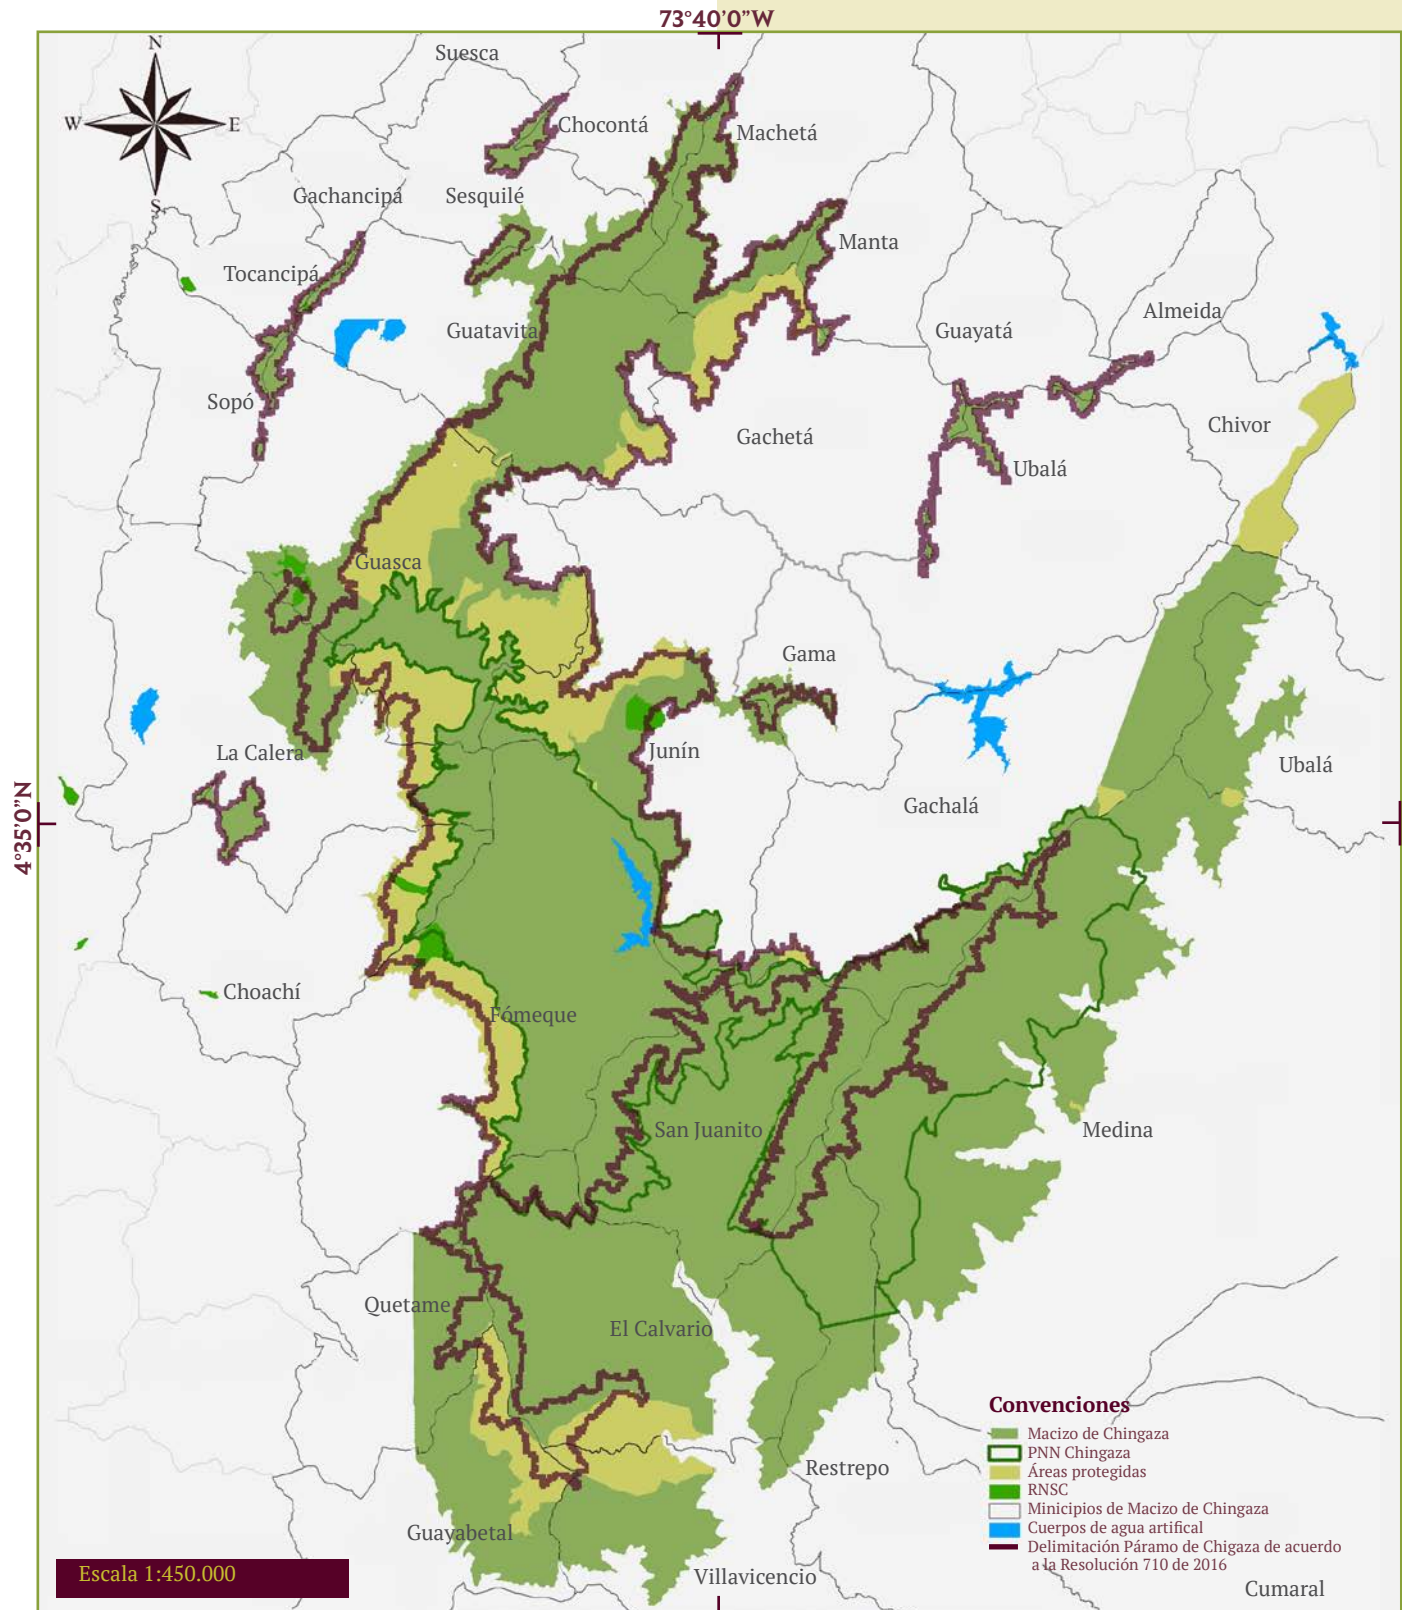 73°40'0”W
N
Suesca
W
E
Chocontá
Machetá
S
Gachancipá
Sesquilé
Manta
Tocancipá
Almeida
Guatavita
Guayatá
Sopó
Chivor
Gachetá
Ubalá
Guasca
Gama
La Calera
Junín
Ubalá
4°35'0”N
Gachalá
Choachí
Fómeque
San Juanito
Medina
Quetame
El Calvario
Restrepo
Guayabetal
Villavicencio
Cumaral
Convenciones
Macizo de Chingaza
PNN Chingaza
Áreas protegidas
RNSC
Minicipios de Macizo de Chingaza
Cuerpos de agua artifical
Delimitación Páramo de Chigaza de acuerdo
a la Resolución 710 de 2016
Escala 1:450.000